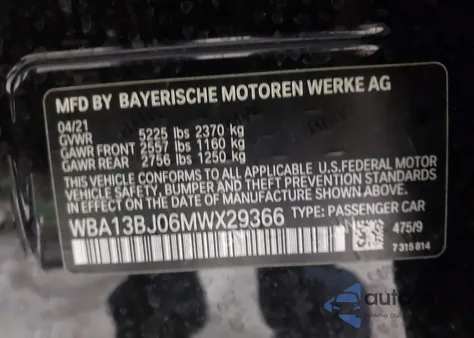 MFD BY BAYERISCHE MOTOREN WERKE AG
04/21
GVWR 5225 lbs 2370 kg
GAWR FRONT 2557 lbs 1160 kg
GAWR REAR 2756 lbs 1250 kg
THIS VEHICLE CONFORMS TO ALL APPLICABLE U.S.FEDERAL MOTOR
VEHICLE SAFETY, BUMPER AND THEFT PREVENTION STANDARDS IN
EFFECT ON THE DATE OF MANUFACTURE SHOWN ABOVE.
WBA13BJ06MWX29366 TYPE: PASSENGER CAR
475/9
7315814